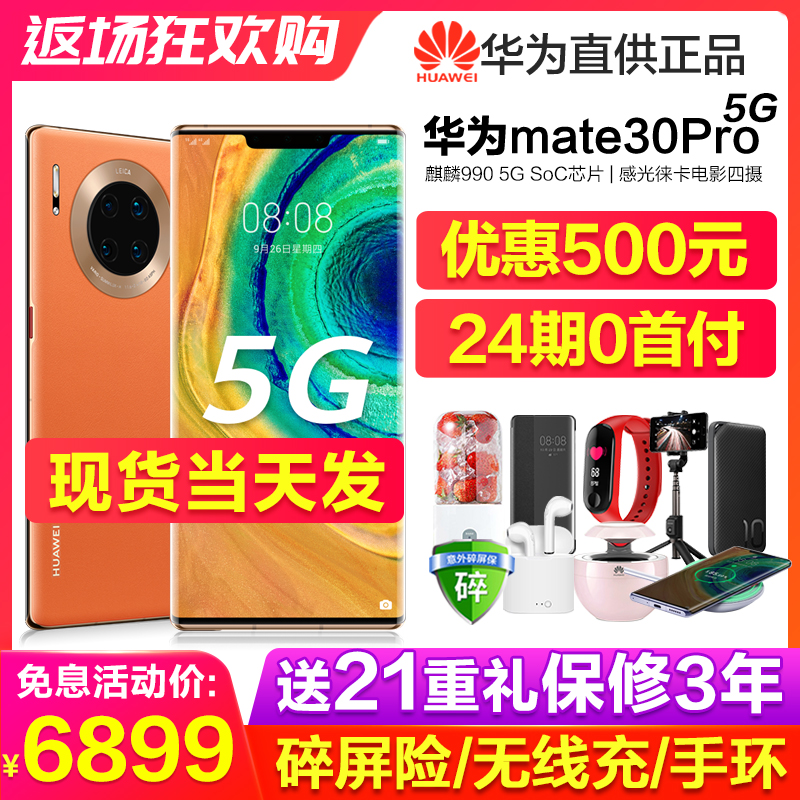 返场狂欢购
HUAWEI
华为直供正品
5G
华为mate30Pro
麒麟990 5G SoC芯片 | 感光徕卡电影四摄
优惠500元
24期0首付
LEICA
08:08
9月26日星期四
5G
现货当天发
HUAWEI
08:08
68
10
意外碎屏保
碎
HUAWEI
免息活动价:
¥6899
送21重礼保修3年
碎屏险/无线充/手环